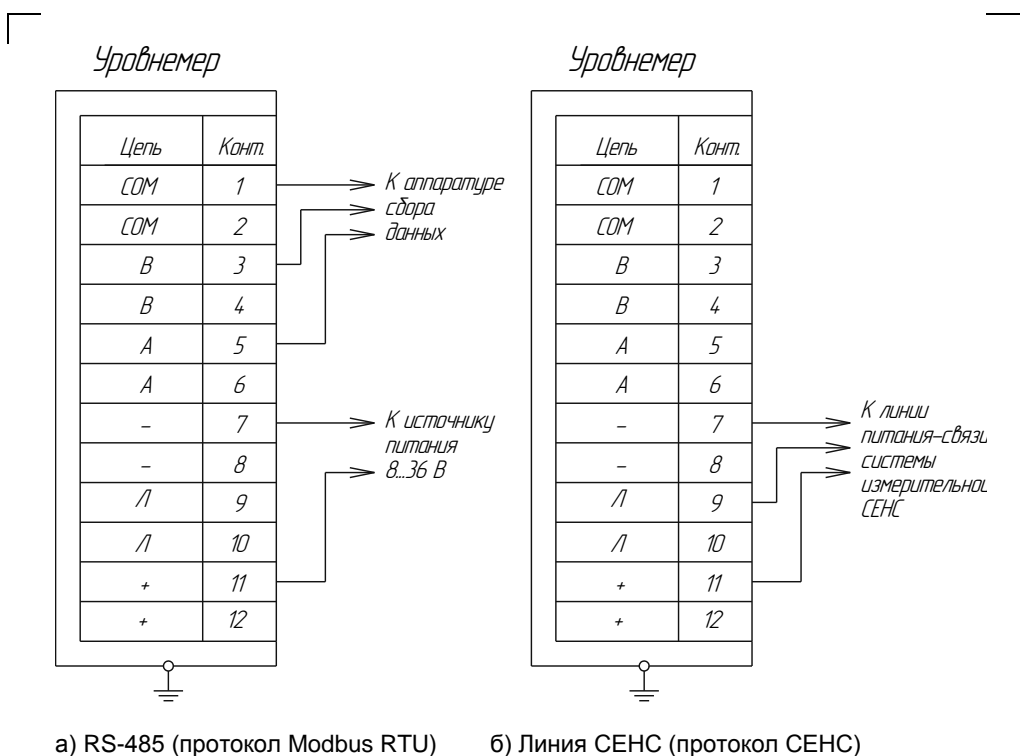 Уровнемер
Цепь Конт.
COM 1
COM 2
B 3
B 4
A 5
A 6
– 7
– 8
Л 9
Л 10
+ 11
+ 12
К аппаратуре
сбора
данных
К источнику
питания
8...36 В
а) RS-485 (протокол Modbus RTU)
Уровнемер
Цепь Конт.
COM 1
COM 2
B 3
B 4
A 5
A 6
– 7
– 8
Л 9
Л 10
+ 11
+ 12
К линии
питания-связи
системы
измерительной
СЕНС
б) Линия СЕНС (протокол СЕНС)